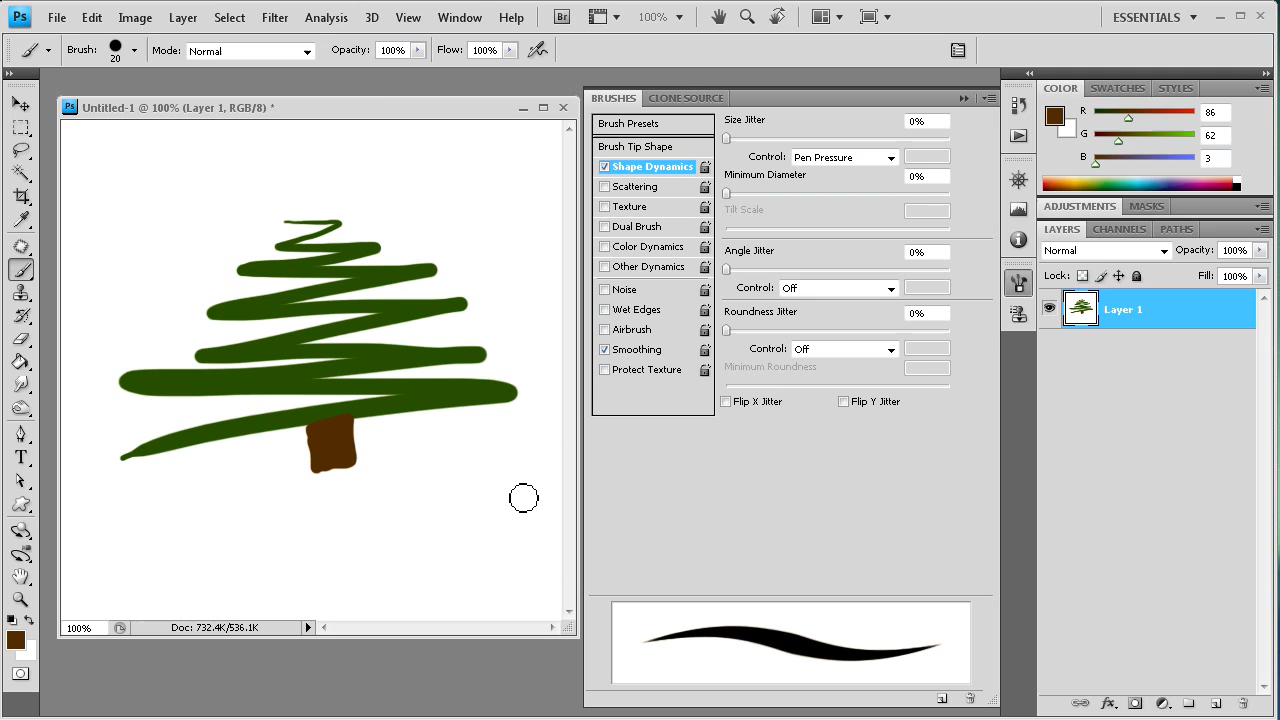 Ps File Edit Image Layer Select Filter Analysis 3D View Window Help Br 100% ESSENTIALS
Brush: 20 Mode: Normal Opacity: 100% Flow: 100%
Ps Untitled-1 @ 100% (Layer 1, RGB/8) *
100% Doc: 732.4K/536.1K
BRUSHES CLONE SOURCE
Brush Presets
Brush Tip Shape
Shape Dynamics
Scattering
Texture
Dual Brush
Color Dynamics
Other Dynamics
Noise
Wet Edges
Airbrush
Smoothing
Protect Texture
Size Jitter 0%
Control: Pen Pressure
Minimum Diameter 0%
Tilt Scale
Angle Jitter 0%
Control: Off
Roundness Jitter 0%
Control: Off
Minimum Roundness
Flip X Jitter Flip Y Jitter
COLOR SWATCHES STYLES
R 86
G 62
B 3
ADJUSTMENTS MASKS
LAYERS CHANNELS PATHS
Normal Opacity: 100%
Lock: Fill: 100%
Layer 1
T
fx